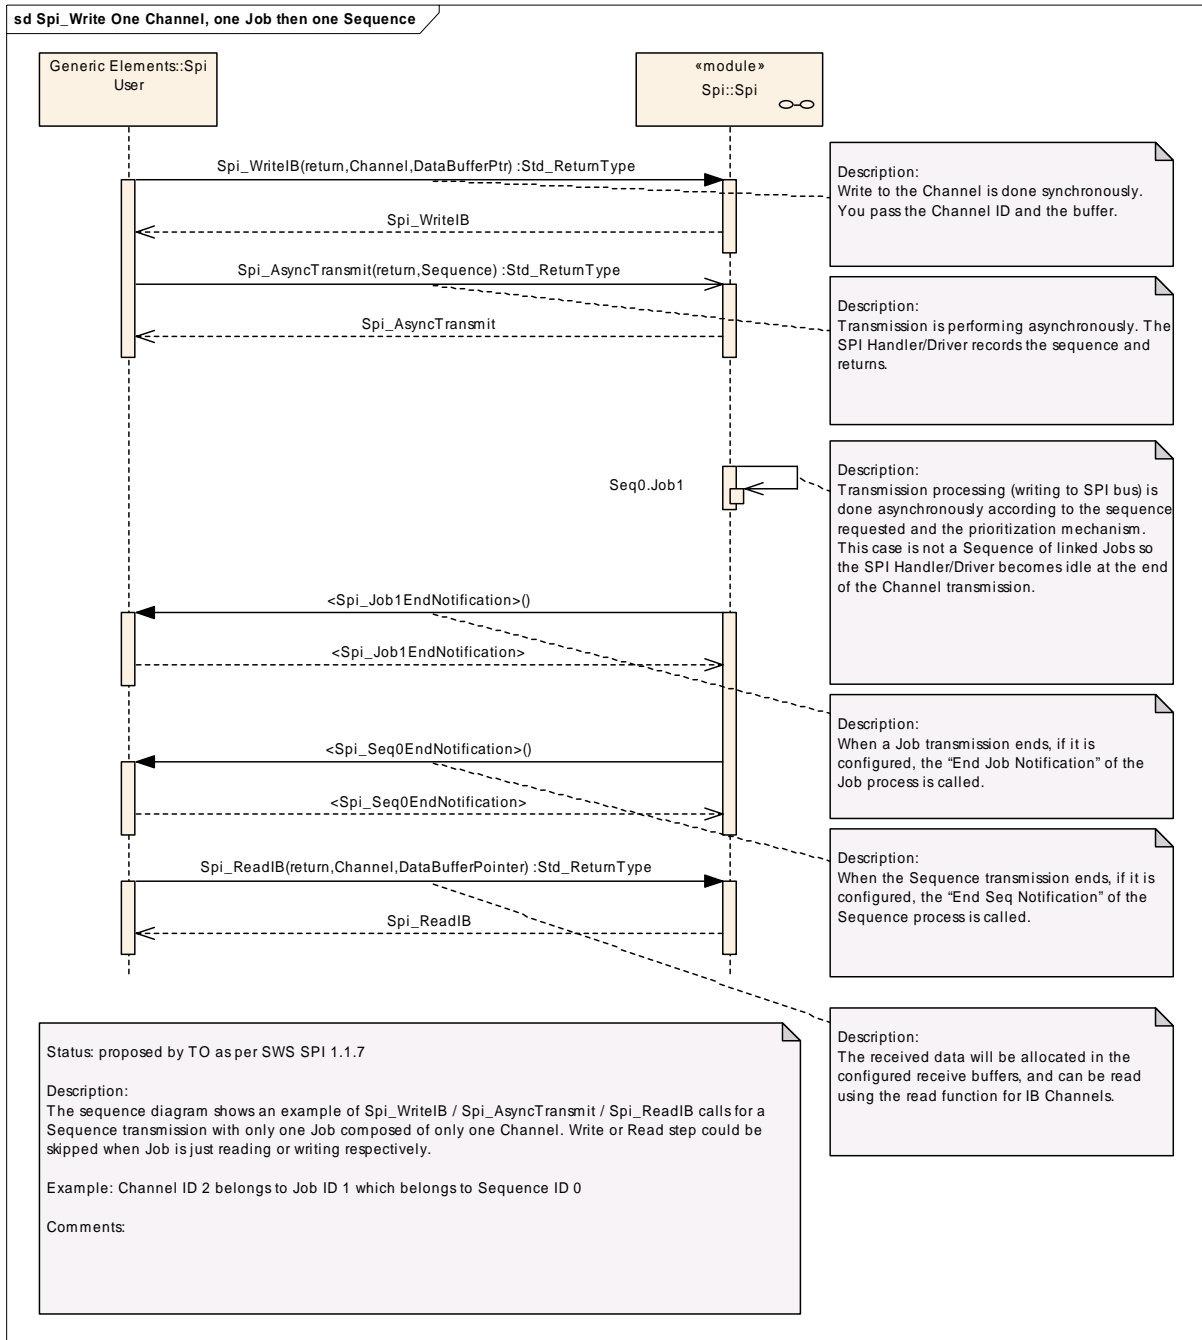 sd Spi_Write One Channel, one Job then one Sequence
Generic Elements::Spi
User
«module»
Spi::Spi
Spi_WriteIB(return,Channel,DataBufferPtr) :Std_ReturnType
Description:
Write to the Channel is done synchronously.
You pass the Channel ID and the buffer.
Spi_WriteIB
Spi_AsyncTransmit(return,Sequence) :Std_ReturnType
Description:
Transmission is performing asynchronously. The
SPI Handler/Driver records the sequence and
returns.
Spi_AsyncTransmit
Seq0.Job1
Description:
Transmission processing (writing to SPI bus) is
done asynchronously according to the sequence
requested and the prioritization mechanism.
This case is not a Sequence of linked Jobs so
the SPI Handler/Driver becomes idle at the end
of the Channel transmission.
<Spi_Job1EndNotification>()
<Spi_Job1EndNotification>
Description:
When a Job transmission ends, if it is
configured, the “End Job Notification” of the
Job process is called.
<Spi_Seq0EndNotification>()
<Spi_Seq0EndNotification>
Description:
When the Sequence transmission ends, if it is
configured, the “End Seq Notification” of the
Sequence process is called.
Spi_ReadIB(return,Channel,DataBufferPointer) :Std_ReturnType
Spi_ReadIB
Description:
The received data will be allocated in the
configured receive buffers, and can be read
using the read function for IB Channels.
Status: proposed by TO as per SWS SPI 1.1.7
Description:
The sequence diagram shows an example of Spi_WriteIB / Spi_AsyncTransmit / Spi_ReadIB calls for a
Sequence transmission with only one Job composed of only one Channel. Write or Read step could be
skipped when Job is just reading or writing respectively.
Example: Channel ID 2 belongs to Job ID 1 which belongs to Sequence ID 0
Comments: